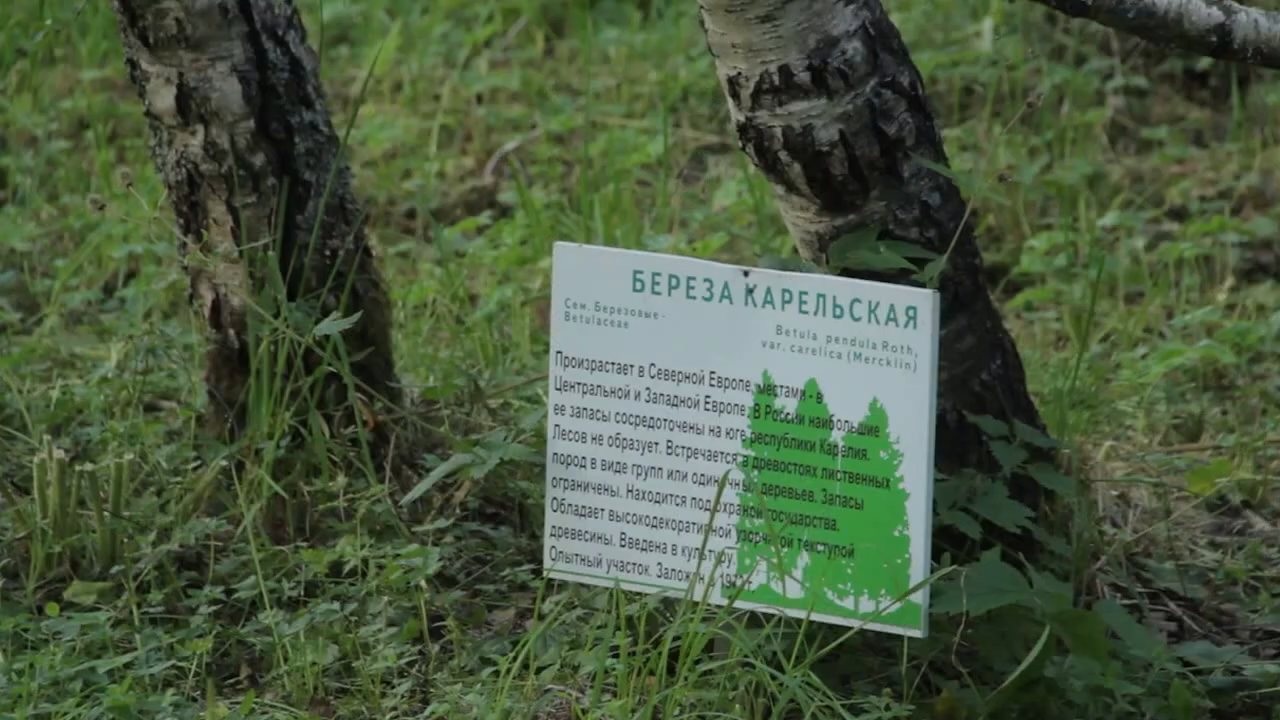 БЕРЕЗА КАРЕЛЬСКАЯ
Сем. Березовые -
Betulaceae
Betula pendula Roth,
var. carelica (Mercklin)
Произрастает в Северной Европе, местами - в
Центральной и Западной Европе. В России наибольшие
ее запасы сосредоточены на юге республики Карелия.
Лесов не образует. Встречается в древостоях лиственных
пород в виде групп или одиночных деревьев. Запасы
ограничены. Находится под охраной государства.
Обладает высокодекоративной узорчатой текстурой
древесины. Введена в культуру.
Опытный участок. Заложен в